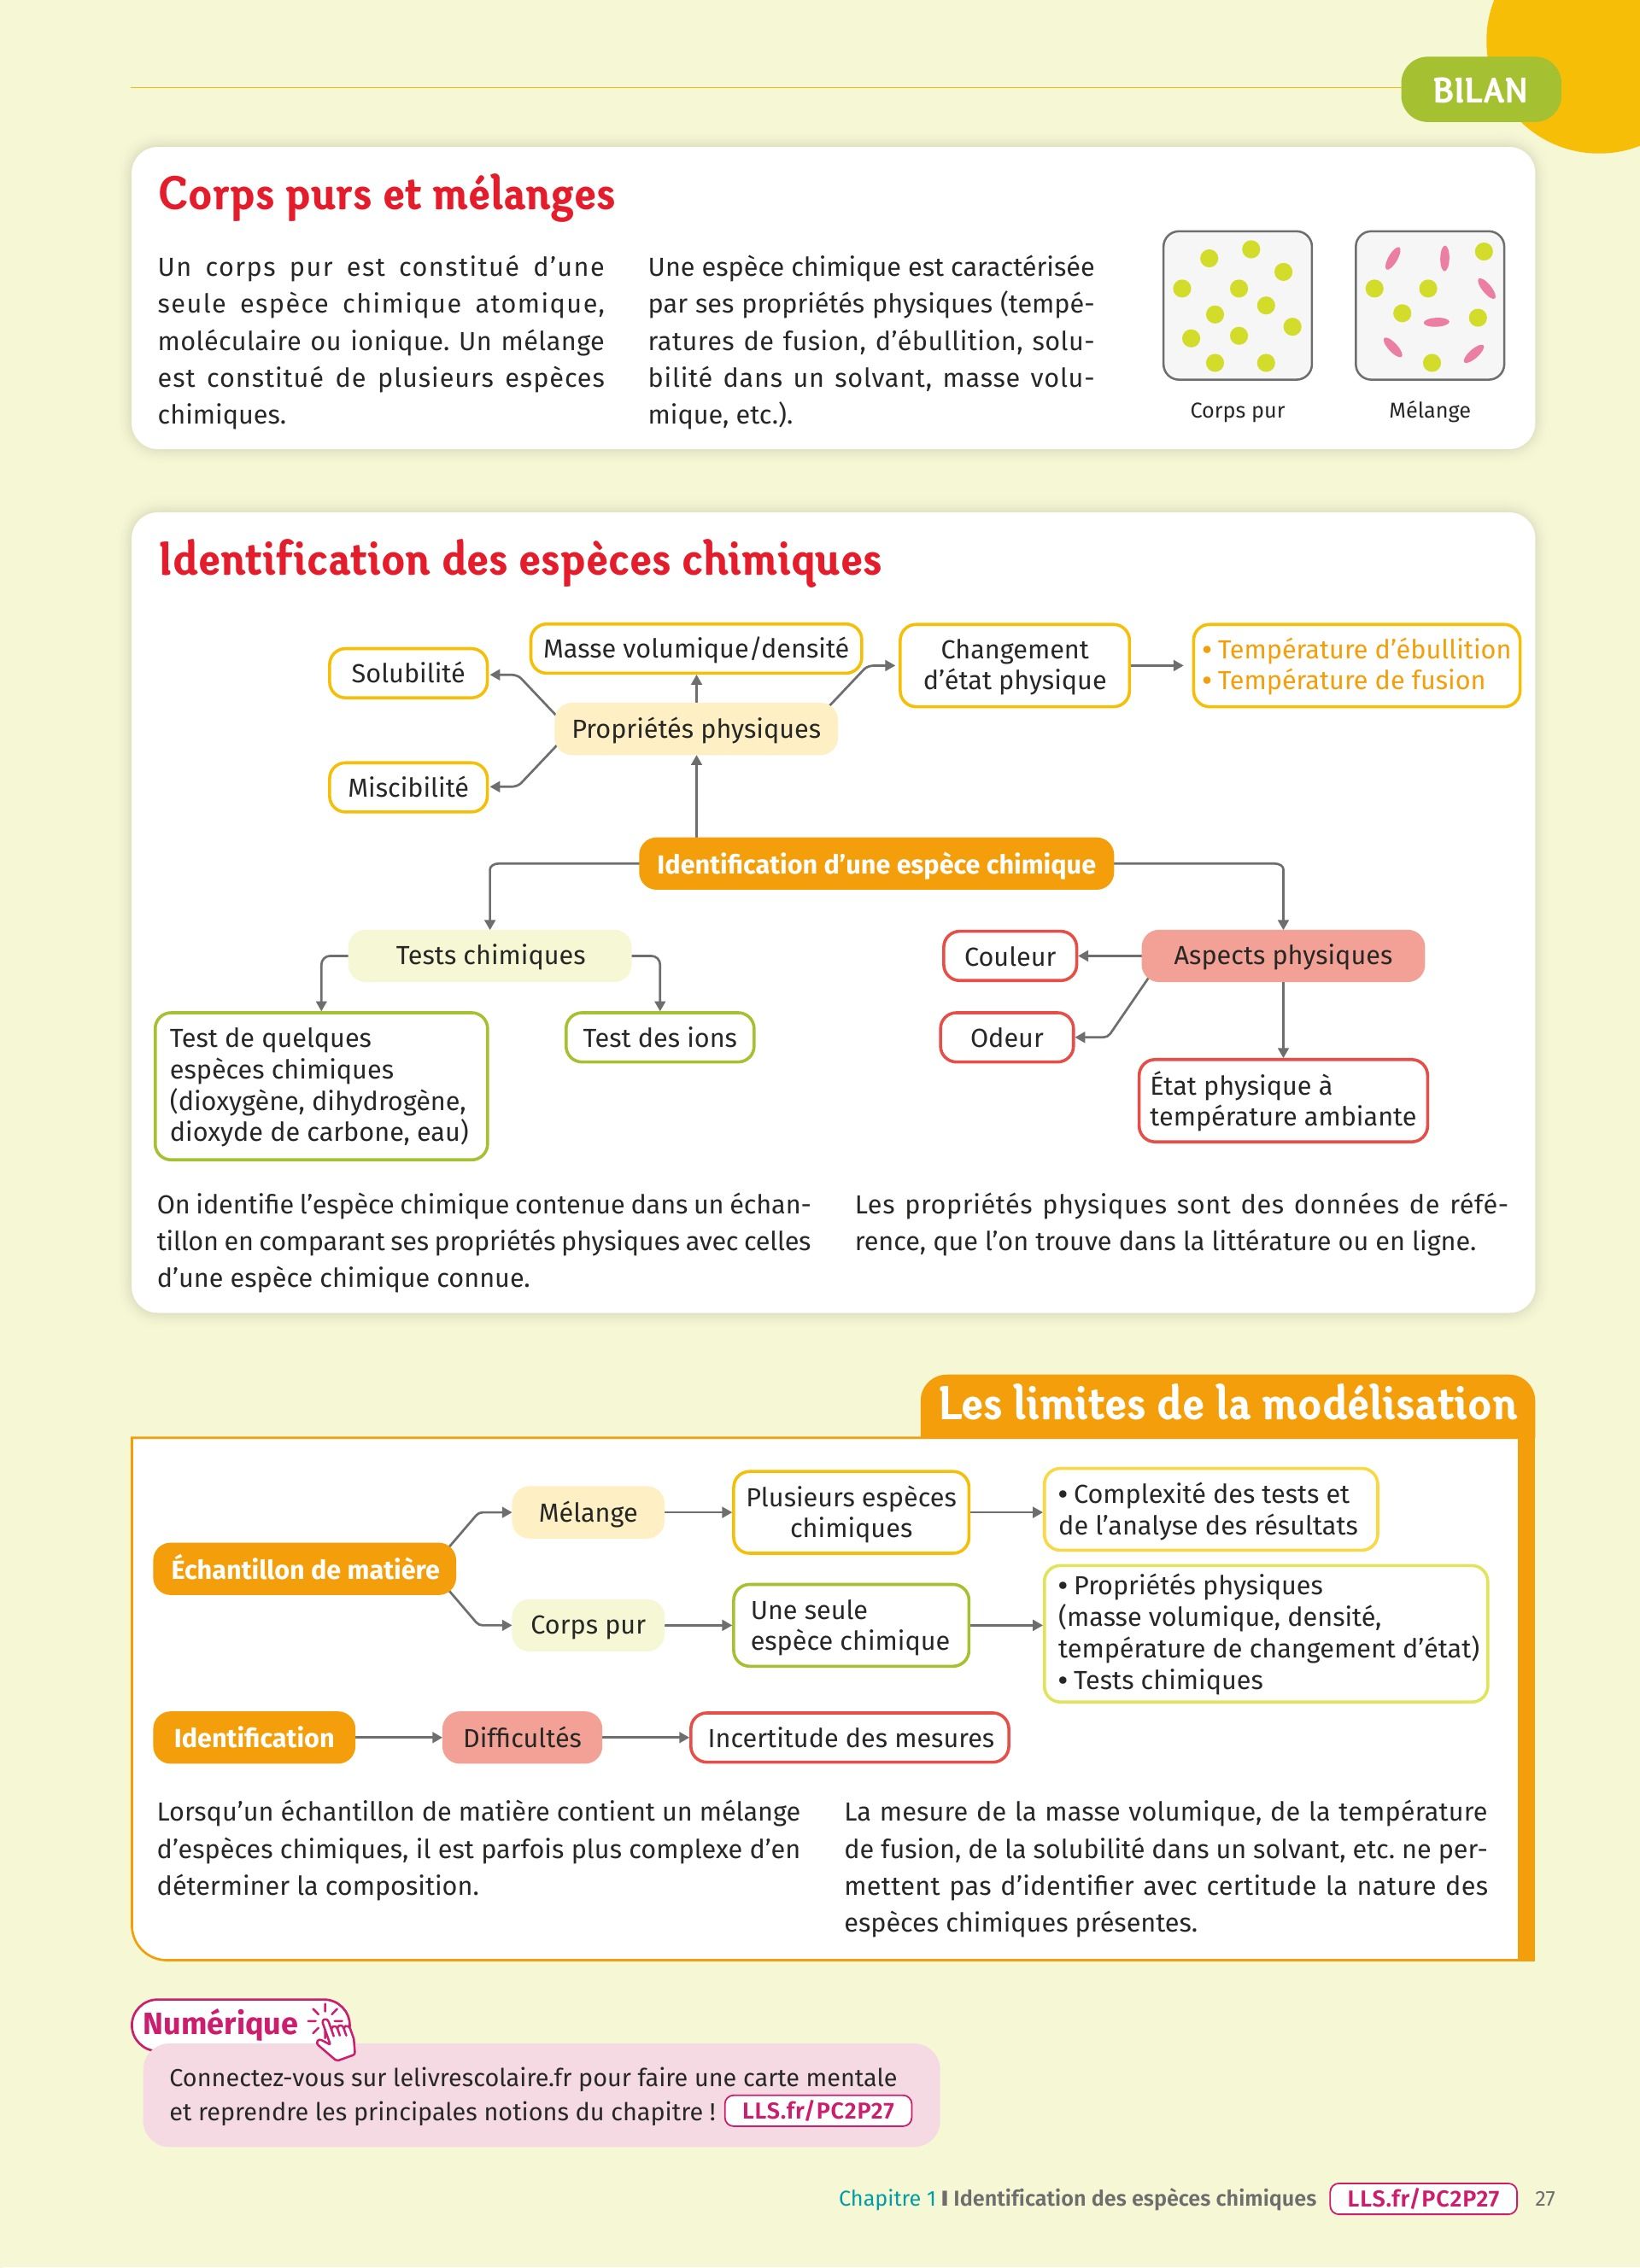 BILAN
Corps purs et mélanges
Un corps pur est constitué d’une
seule espèce chimique atomique,
moléculaire ou ionique. Un mélange
est constitué de plusieurs espèces
chimiques.
Une espèce chimique est caractérisée
par ses propriétés physiques (tempé-
ratures de fusion, d’ébullition, solu-
bilité dans un solvant, masse volu-
mique, etc.).
Corps pur
Mélange
Identification des espèces chimiques
Solubilité
Masse volumique/densité
Changement
d’état physique
• Température d’ébullition
• Température de fusion
Propriétés physiques
Miscibilité
Identification d’une espèce chimique
Tests chimiques
Couleur
Aspects physiques
Test de quelques
espèces chimiques
(dioxygène, dihydrogène,
dioxyde de carbone, eau)
Test des ions
Odeur
État physique à
température ambiante
On identifie l’espèce chimique contenue dans un échan-
tillon en comparant ses propriétés physiques avec celles
d’une espèce chimique connue.
Les propriétés physiques sont des données de réfé-
rence, que l’on trouve dans la littérature ou en ligne.
Les limites de la modélisation
Échantillon de matière
Mélange
Plusieurs espèces
chimiques
• Complexité des tests et
de l’analyse des résultats
Corps pur
Une seule
espèce chimique
• Propriétés physiques
(masse volumique, densité,
température de changement d’état)
• Tests chimiques
Identification
Difficultés
Incertitude des mesures
Lorsqu’un échantillon de matière contient un mélange
d’espèces chimiques, il est parfois plus complexe d’en
déterminer la composition.
La mesure de la masse volumique, de la température
de fusion, de la solubilité dans un solvant, etc. ne per-
mettent pas d’identifier avec certitude la nature des
espèces chimiques présentes.
Numérique
Connectez-vous sur lelivrescolaire.fr pour faire une carte mentale
et reprendre les principales notions du chapitre ! LLS.fr/PC2P27
Chapitre 1 I Identification des espèces chimiques LLS.fr/PC2P27 27